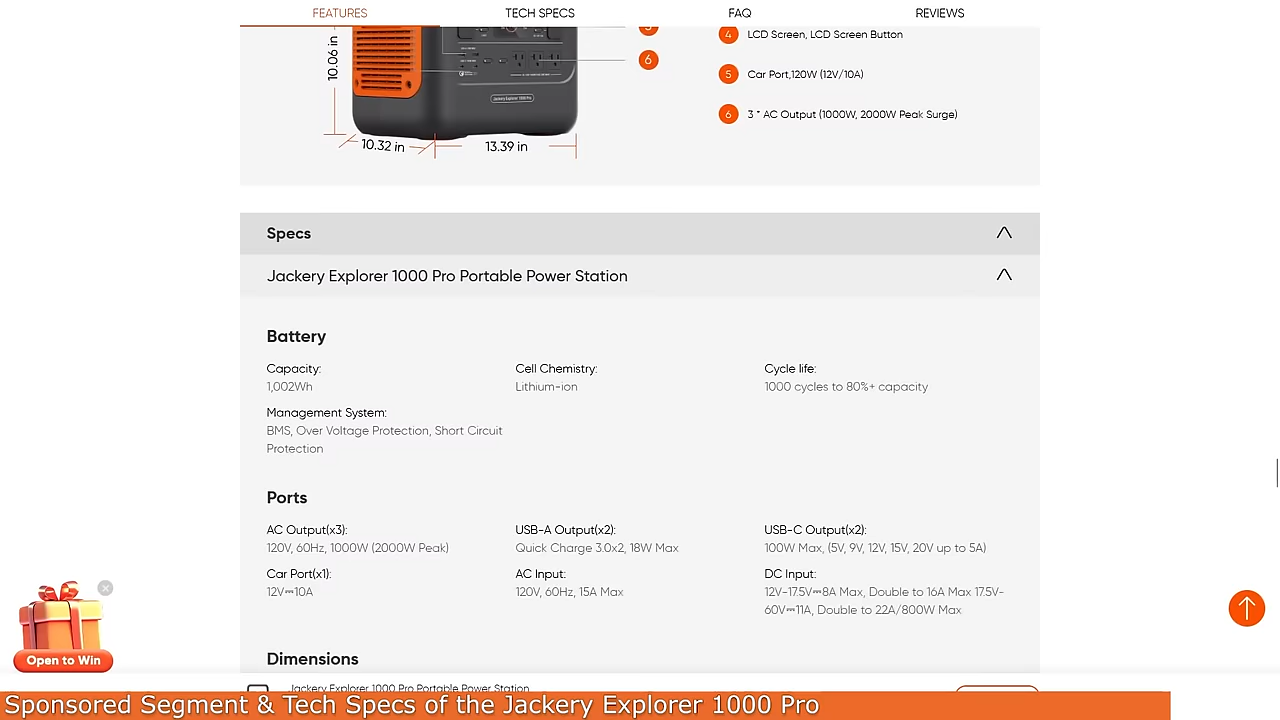 FEATURES
TECH SPECS
FAQ
REVIEWS
10.06 in
10.32 in
13.39 in
Jackery Explorer 1000 Pro
6
4 LCD Screen, LCD Screen Button
5 Car Port,120W (12V/10A)
6 3 * AC Output (1000W, 2000W Peak Surge)
Specs
Jackery Explorer 1000 Pro Portable Power Station
Battery
Capacity:
1,002Wh
Cell Chemistry:
Lithium-ion
Cycle life:
1000 cycles to 80%+ capacity
Management System:
BMS, Over Voltage Protection, Short Circuit
Protection
Ports
AC Output(x3):
120V, 60Hz, 1000W (2000W Peak)
USB-A Output(x2):
Quick Charge 3.0x2, 18W Max
USB-C Output(x2):
100W Max, (5V, 9V, 12V, 15V, 20V up to 5A)
Car Port(x1):
12V⎓10A
AC Input:
120V, 60Hz, 15A Max
DC Input:
12V-17.5V⎓8A Max, Double to 16A Max 17.5V-
60V⎓11A, Double to 22A/800W Max
Dimensions
Jackery Explorer 1000 Pro Portable Power Station
Open to Win
Sponsored Segment & Tech Specs of the Jackery Explorer 1000 Pro